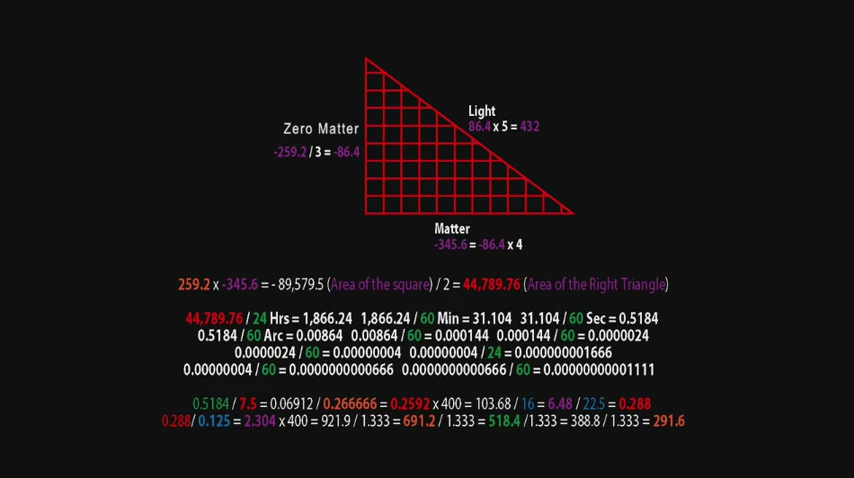 Light
86.4 x 5 = 432
Zero Matter
-259.2 / 3 = -86.4
Matter
-345.6 = -86.4 x 4
259.2 x -345.6 = - 89,579.5 (Area of the square) / 2 = 44,789.76 (Area of the Right Triangle)
44,789.76 / 24 Hrs = 1,866.24 1,866.24 / 60 Min = 31.104 31.104 / 60 Sec = 0.5184
0.5184 / 60 Arc = 0.00864 0.00864 / 60 = 0.000144 0.000144 / 60 = 0.0000024
0.0000024 / 60 = 0.00000004 0.00000004 / 24 = 0.000000001666
0.00000004 / 60 = 0.0000000000666 0.0000000000666 / 60 = 0.00000000001111
0.5184 / 7.5 = 0.06912 / 0.266666 = 0.2592 x 400 = 103.68 / 16 = 6.48 / 22.5 = 0.288
0.288/ 0.125 = 2.304 x 400 = 921.9 / 1.333 = 691.2 / 1.333 = 518.4 /1.333 = 388.8 / 1.333 = 291.6